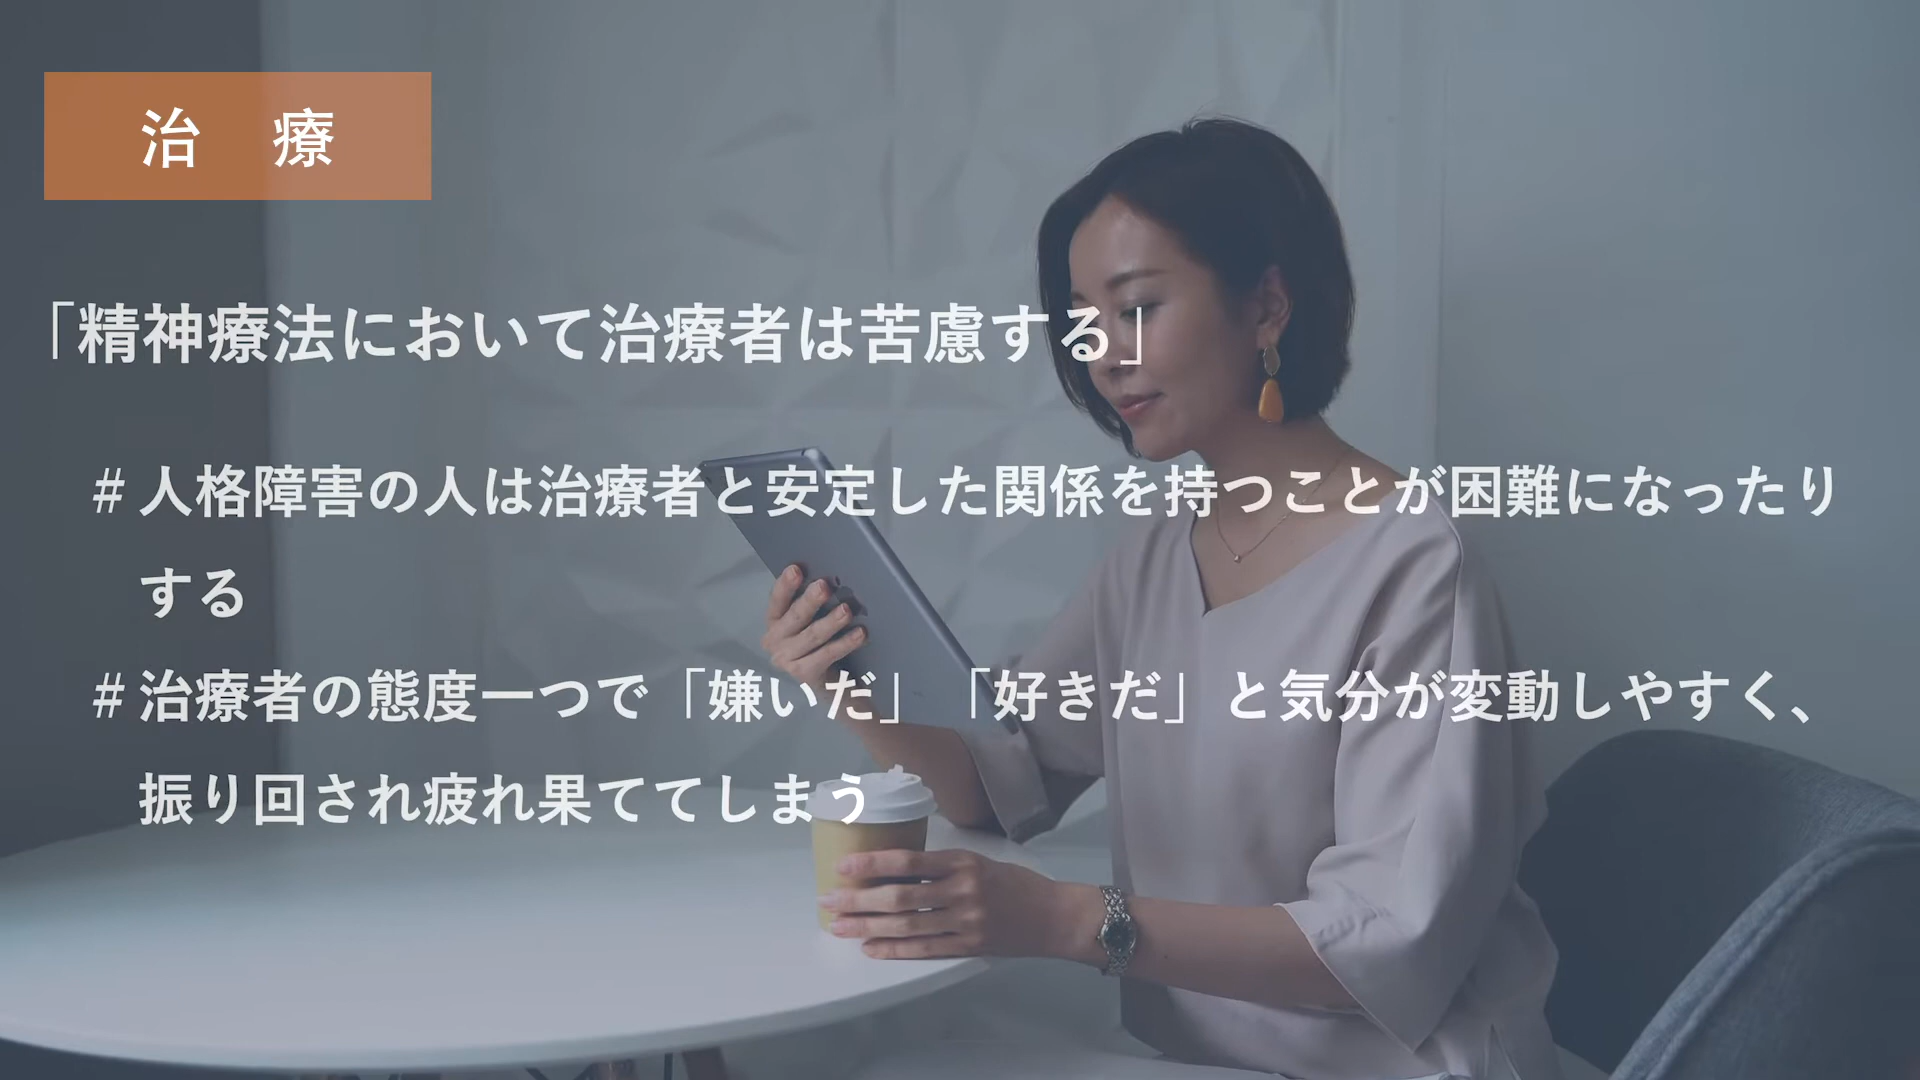 治　療
「精神療法において治療者は苦慮する」
# 人格障害の人は治療者と安定した関係を持つことが困難になったり
する
# 治療者の態度一つで「嫌いだ」「好きだ」と気分が変動しやすく、
振り回され疲れ果ててしまう